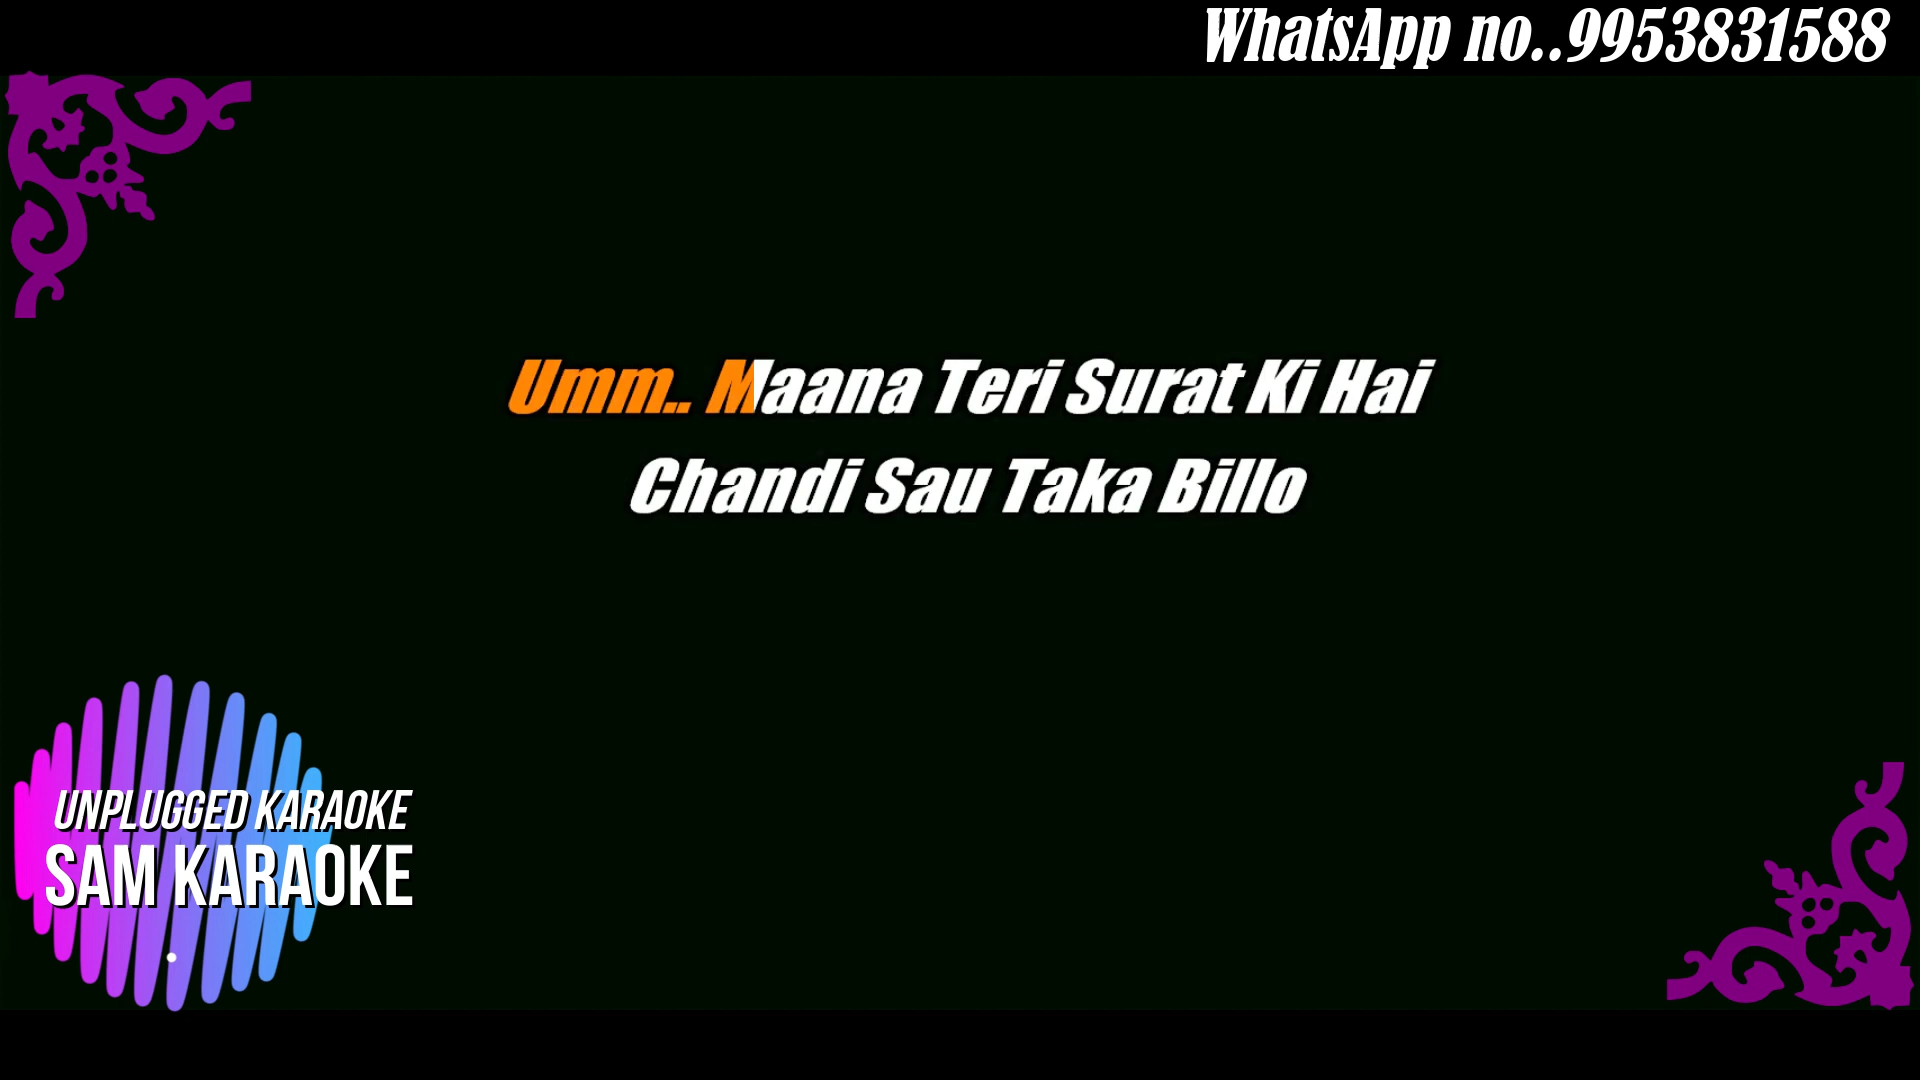 WhatsApp no..9953831588
Umm.. Maana Teri Surat Ki Hai
Chandi Sau Taka Billo
UNPLUGGED KARAOKE
SAM KARAOKE